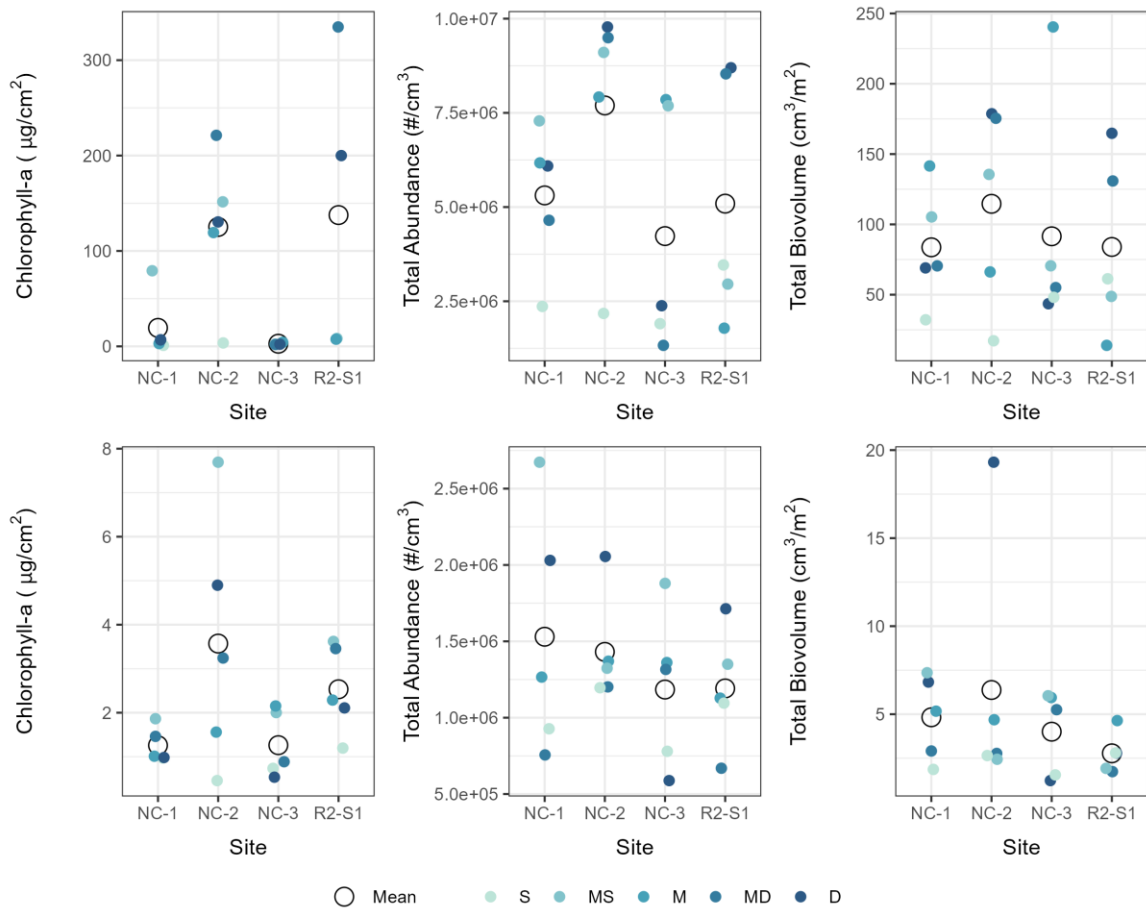 Chlorophyll-a ( µg/cm²)
350
300
200
100
0
NC-1 NC-2 NC-3 R2-S1
Site
Total Abundance (#/cm³)
1.0e+07
7.5e+06
5.0e+06
2.5e+06
NC-1 NC-2 NC-3 R2-S1
Site
Total Biovolume (cm³/m²)
250
200
150
100
50
NC-1 NC-2 NC-3 R2-S1
Site
Chlorophyll-a ( µg/cm²)
8
6
4
2
NC-1 NC-2 NC-3 R2-S1
Site
Total Abundance (#/cm³)
2.5e+06
2.0e+06
1.5e+06
1.0e+06
5.0e+05
NC-1 NC-2 NC-3 R2-S1
Site
Total Biovolume (cm³/m²)
20
15
10
5
NC-1 NC-2 NC-3 R2-S1
Site
Mean S MS M MD D